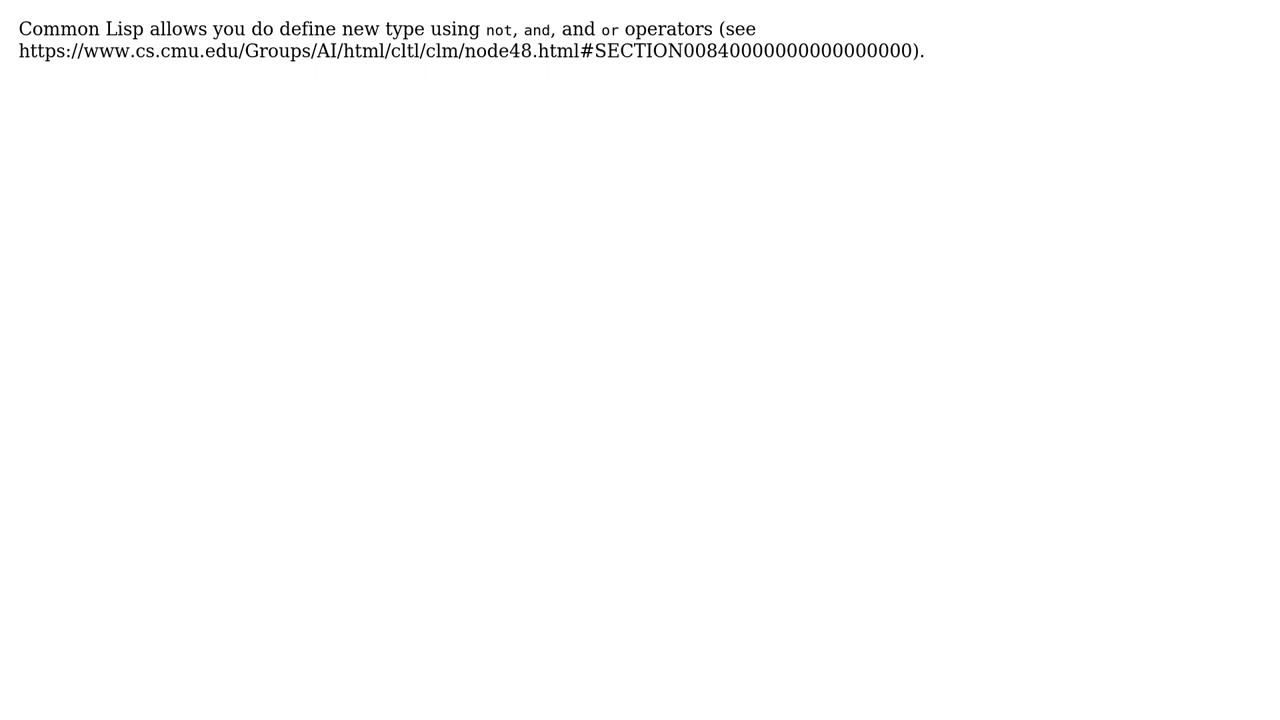 Common Lisp allows you do define new type using not, and, and or operators (see
https://www.cs.cmu.edu/Groups/AI/html/cltl/clm/node48.html#SECTION00840000000000000000).